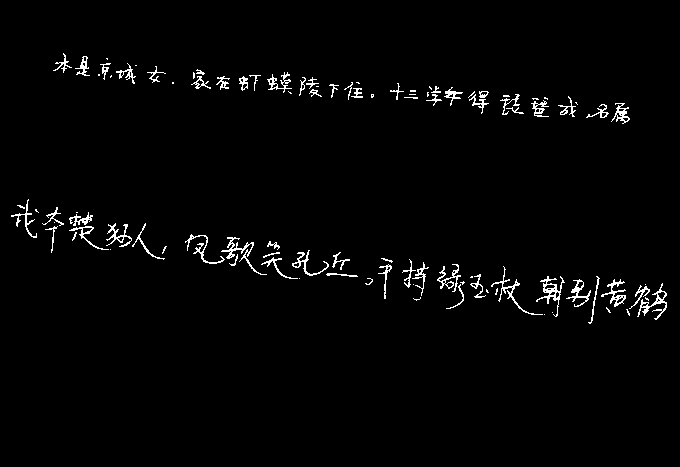 本是京城女，家在虾蟆陵下住。十三学得琵琶成，名属
我本楚狂人，凤歌笑孔丘。手持绿玉杖朝别黄鹤